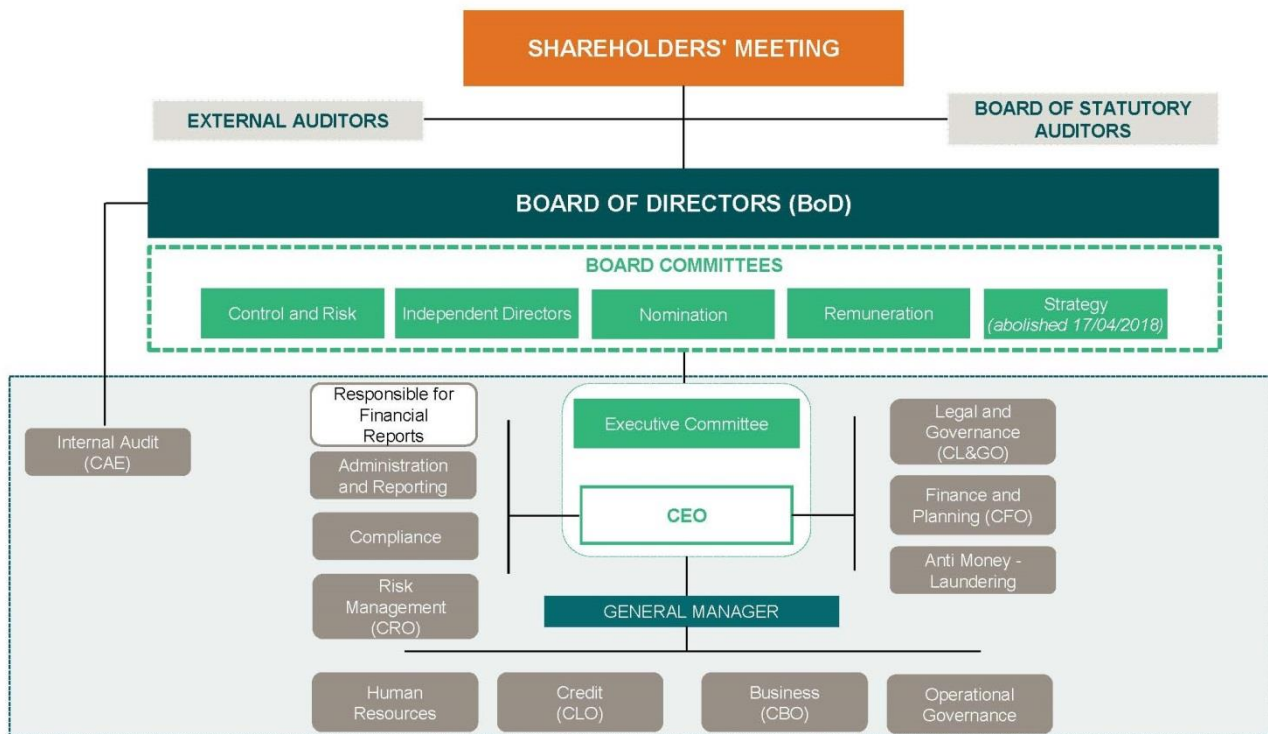 SHAREHOLDERS' MEETING
EXTERNAL AUDITORS
BOARD OF STATUTORY
AUDITORS
BOARD OF DIRECTORS (BoD)
BOARD COMMITTEES
Control and Risk
Independent Directors
Nomination
Remuneration
Strategy
(abolished 17/04/2018)
Responsible for
Financial
Reports
Executive Committee
Legal and
Governance
(CL&GO)
Internal Audit
(CAE)
Administration
and Reporting
CEO
Finance and
Planning (CFO)
Compliance
Anti Money -
Laundering
Risk
Management
(CRO)
GENERAL MANAGER
Human
Resources
Credit
(CLO)
Business
(CBO)
Operational
Governance